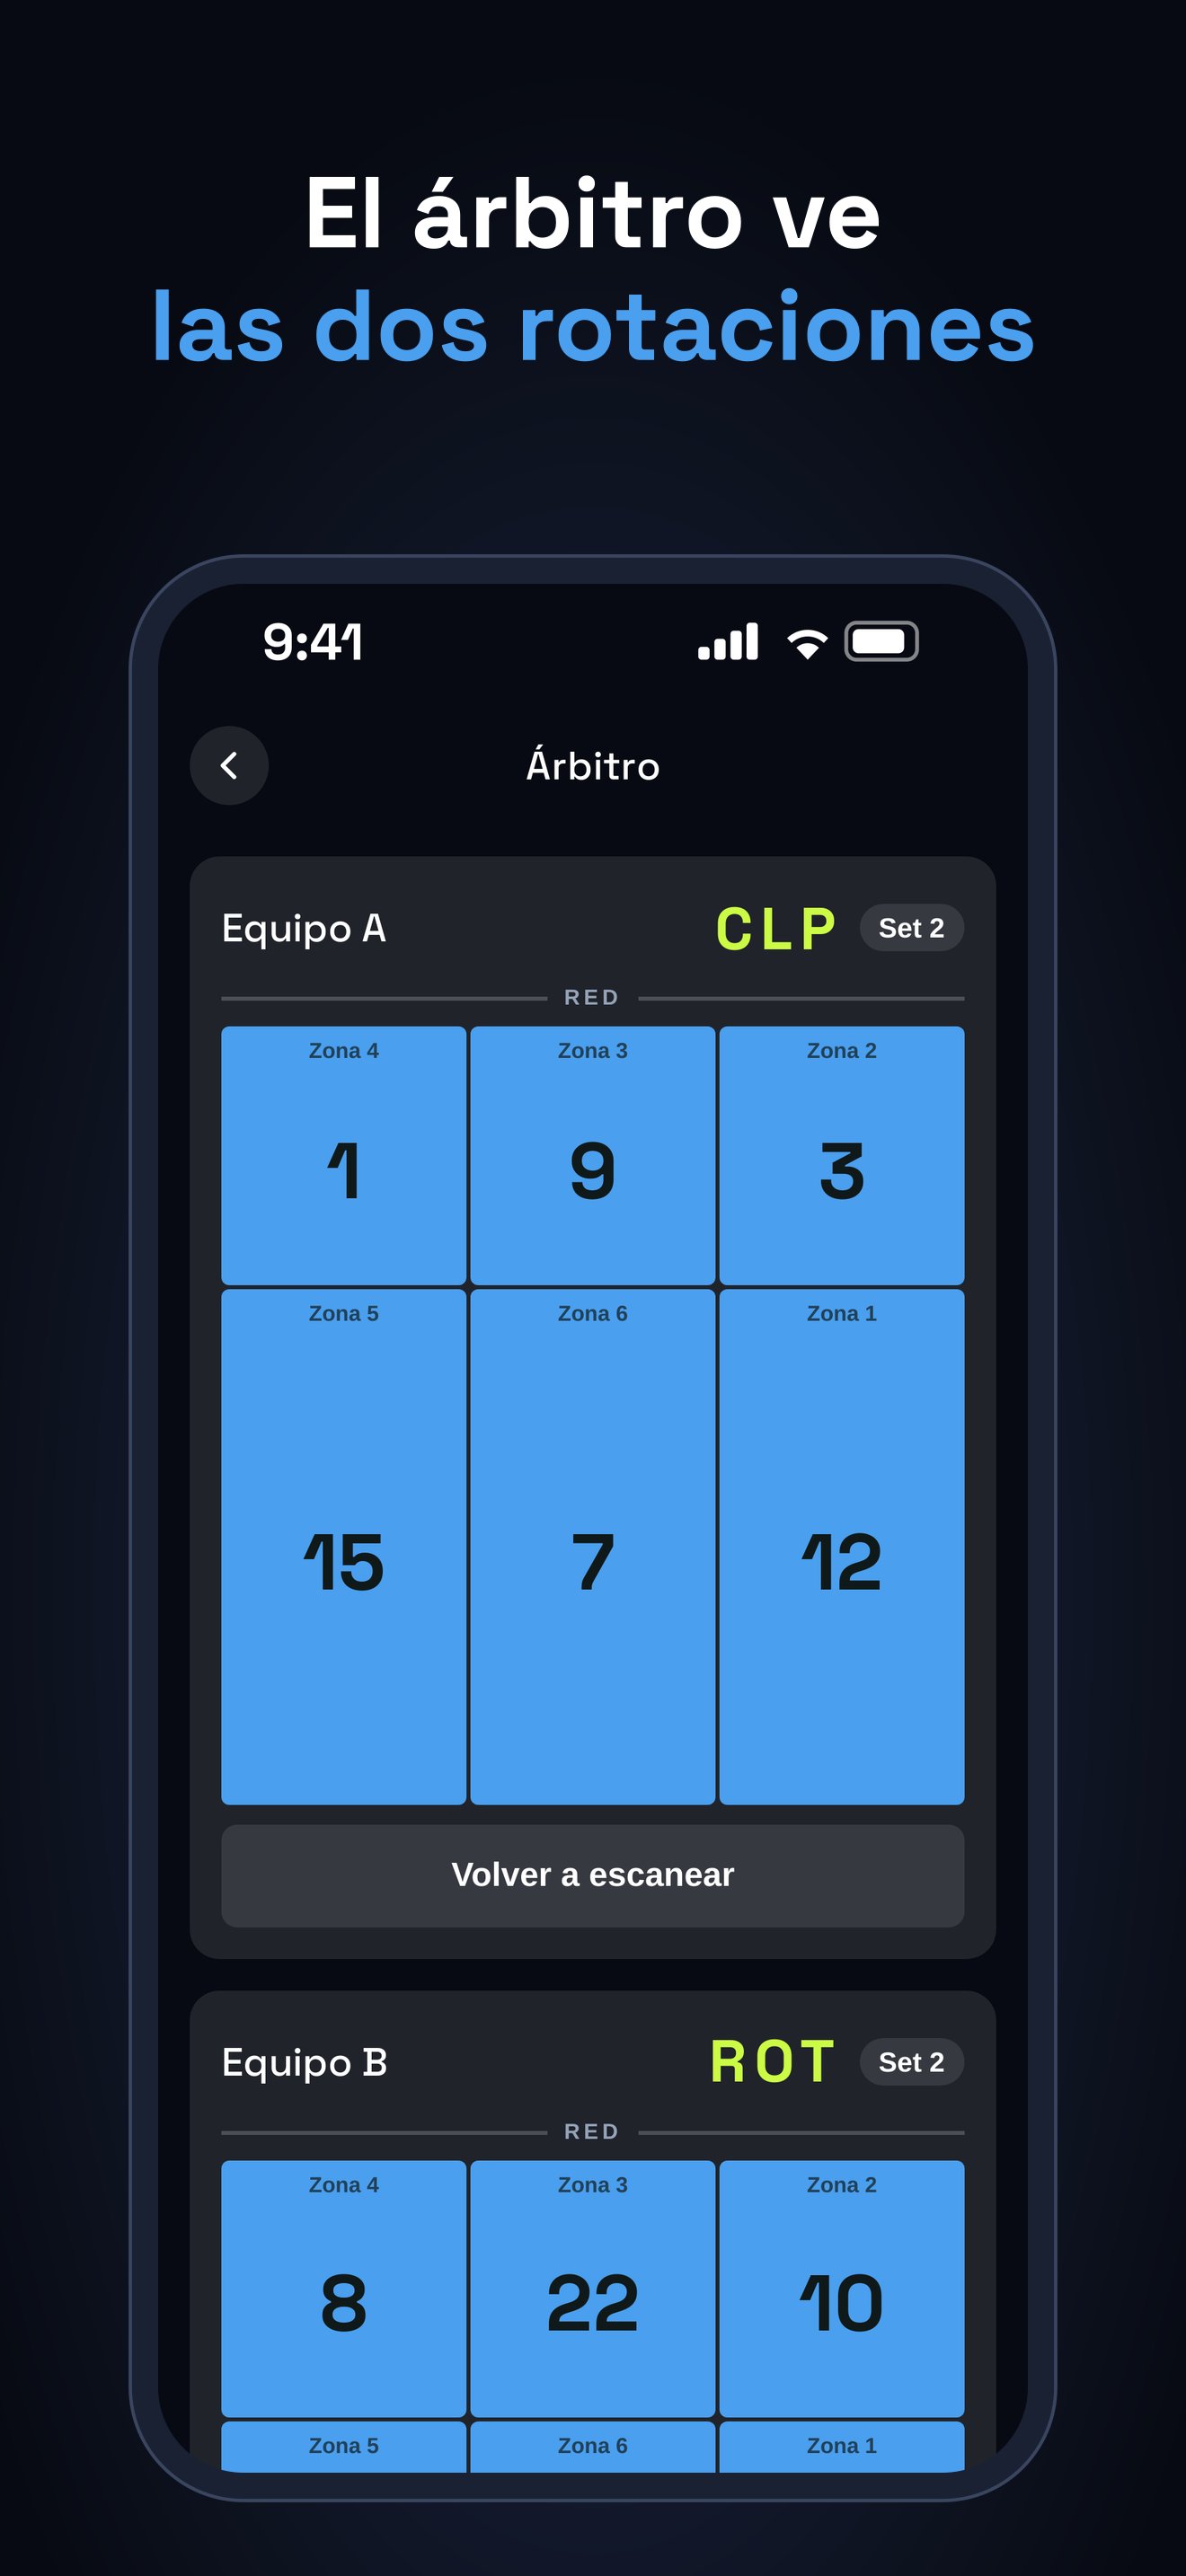 El árbitro ve
las dos rotaciones
9:41
Árbitro
Equipo A CLP Set 2
RED
Zona 4 Zona 3 Zona 2
1 9 3
Zona 5 Zona 6 Zona 1
15 7 12
Volver a escanear
Equipo B ROT Set 2
RED
Zona 4 Zona 3 Zona 2
8 22 10
Zona 5 Zona 6 Zona 1